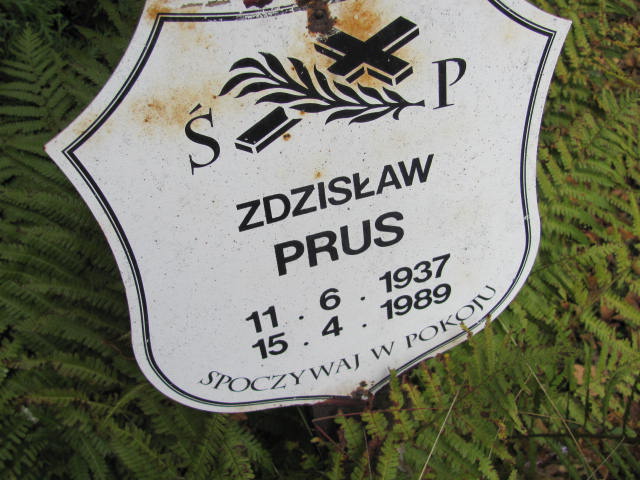 Ś P
ZDZISŁAW
PRUS
11 . 6 . 1937
15 . 4 . 1989
SPOCZYWAJ W POKOJU